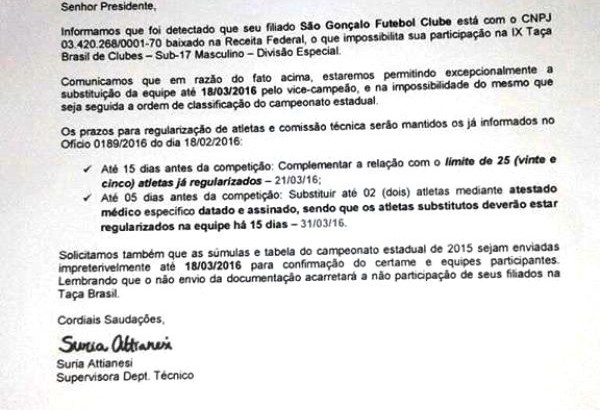 Senhor Presidente,
Informamos que foi detectado que seu filiado São Gonçalo Futebol Clube está com o CNPJ
03.420.268/0001-70 baixado na Receita Federal, o que impossibilita sua participação na IX Taça
Brasil de Clubes – Sub-17 Masculino – Divisão Especial.
Comunicamos que em razão do fato acima, estaremos permitindo excepcionalmente a
substituição da equipe até 18/03/2016 pelo vice-campeão, e na impossibilidade do mesmo que
seja seguida a ordem de classificação do campeonato estadual.
Os prazos para regularização de atletas e comissão técnica serão mantidos os já informados no
Ofício 0189/2016 do dia 18/02/2016:
✓ Até 15 dias antes da competição: Complementar a relação com o limite de 25 (vinte e
cinco) atletas já regularizados – 21/03/16;
✓ Até 05 dias antes da competição: Substituir até 02 (dois) atletas mediante atestado
médico específico datado e assinado, sendo que os atletas substitutos deverão estar
regularizados na equipe há 15 dias – 31/03/16.
Solicitamos também que as súmulas e tabela do campeonato estadual de 2015 sejam enviadas
impreterivelmente até 18/03/2016 para confirmação do certame e equipes participantes.
Lembrando que o não envio da documentação acarretará a não participação de seus filiados na
Taça Brasil.
Cordiais Saudações,
Suria Attianesi
Suria Attianesi
Supervisora Dept. Técnico